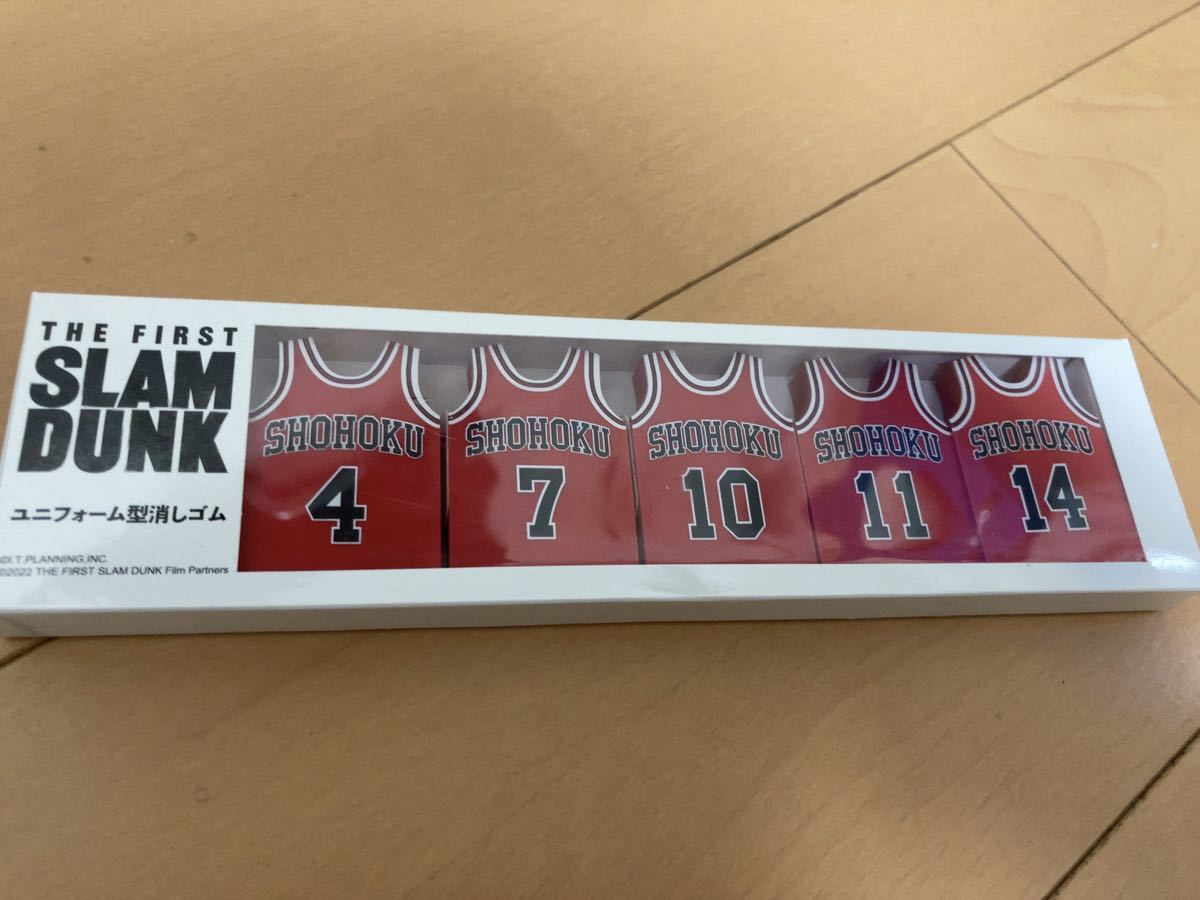 THE FIRST
SLAM
DUNK
ユニフォーム型消しゴム
©I.T.PLANNING,INC.
©2022 THE FIRST SLAM DUNK Film Partners
SHOHOKU
4
SHOHOKU
7
SHOHOKU
10
SHOHOKU
11
SHOHOKU
14